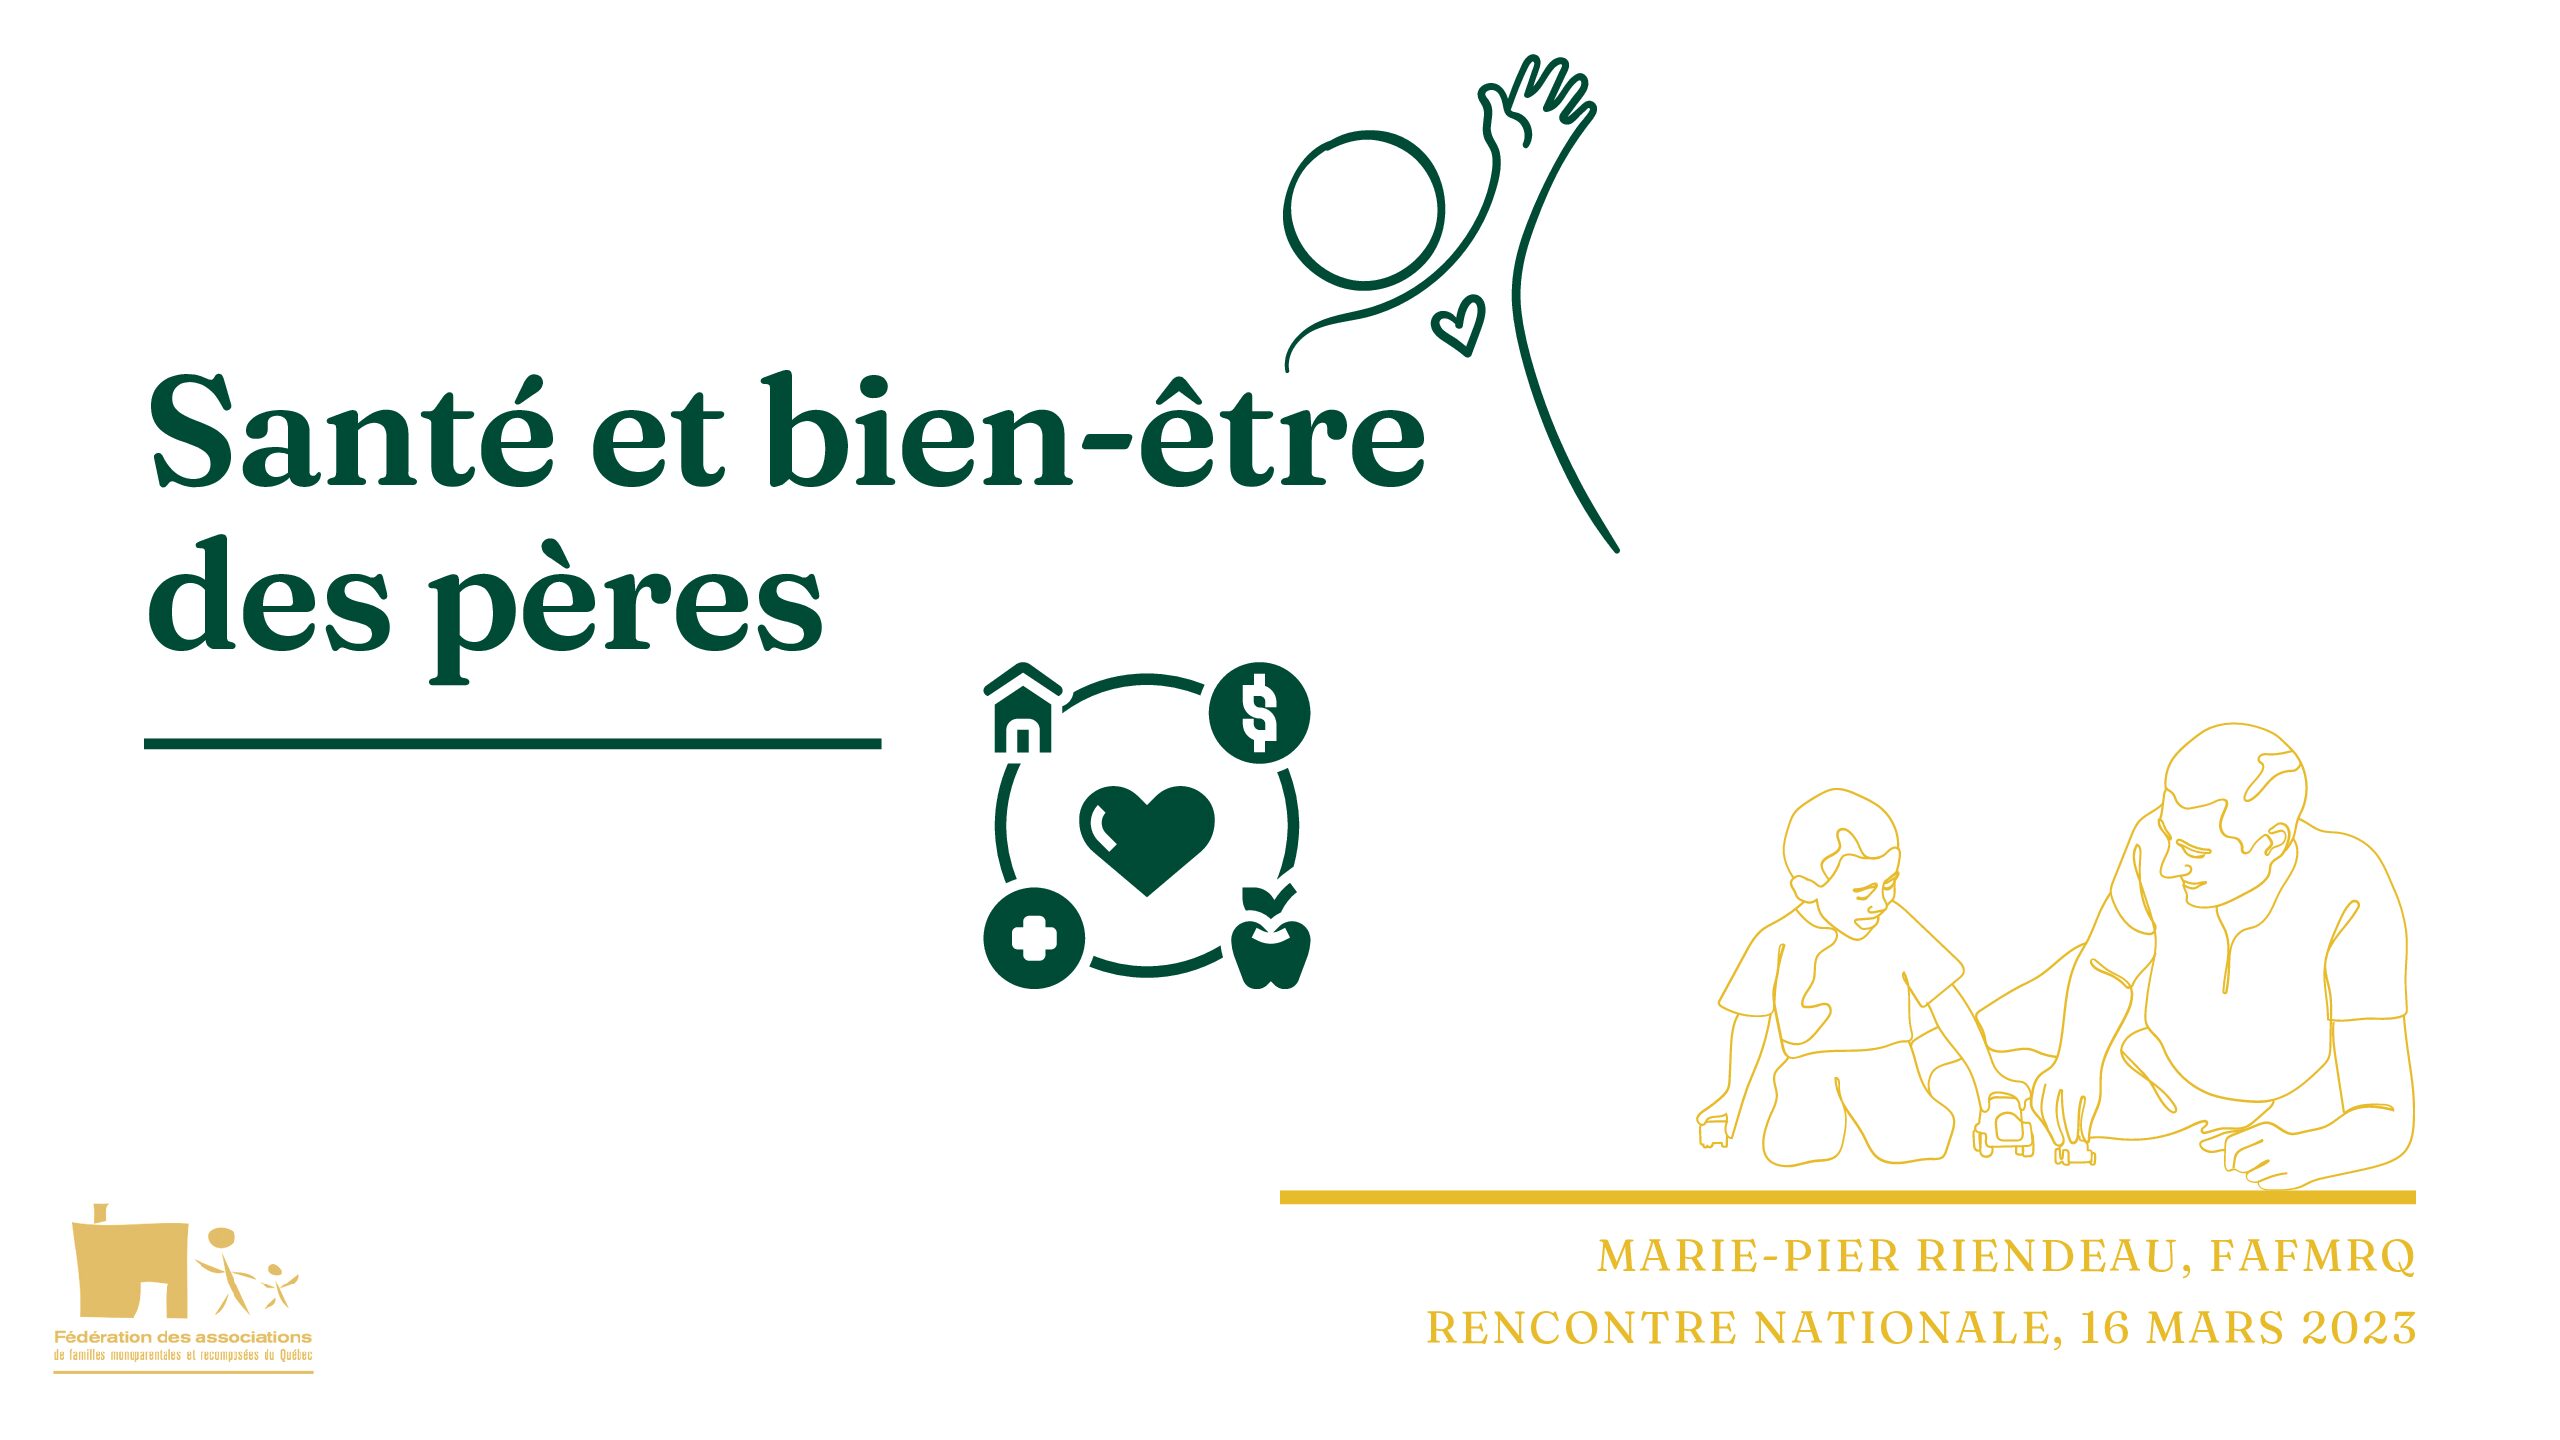 Santé et bien-être
des pères
MARIE-PIER RIENDEAU, FAFMRQ
RENCONTRE NATIONALE, 16 MARS 2023
Fédération des associations
de familles monoparentales et recomposées du Québec